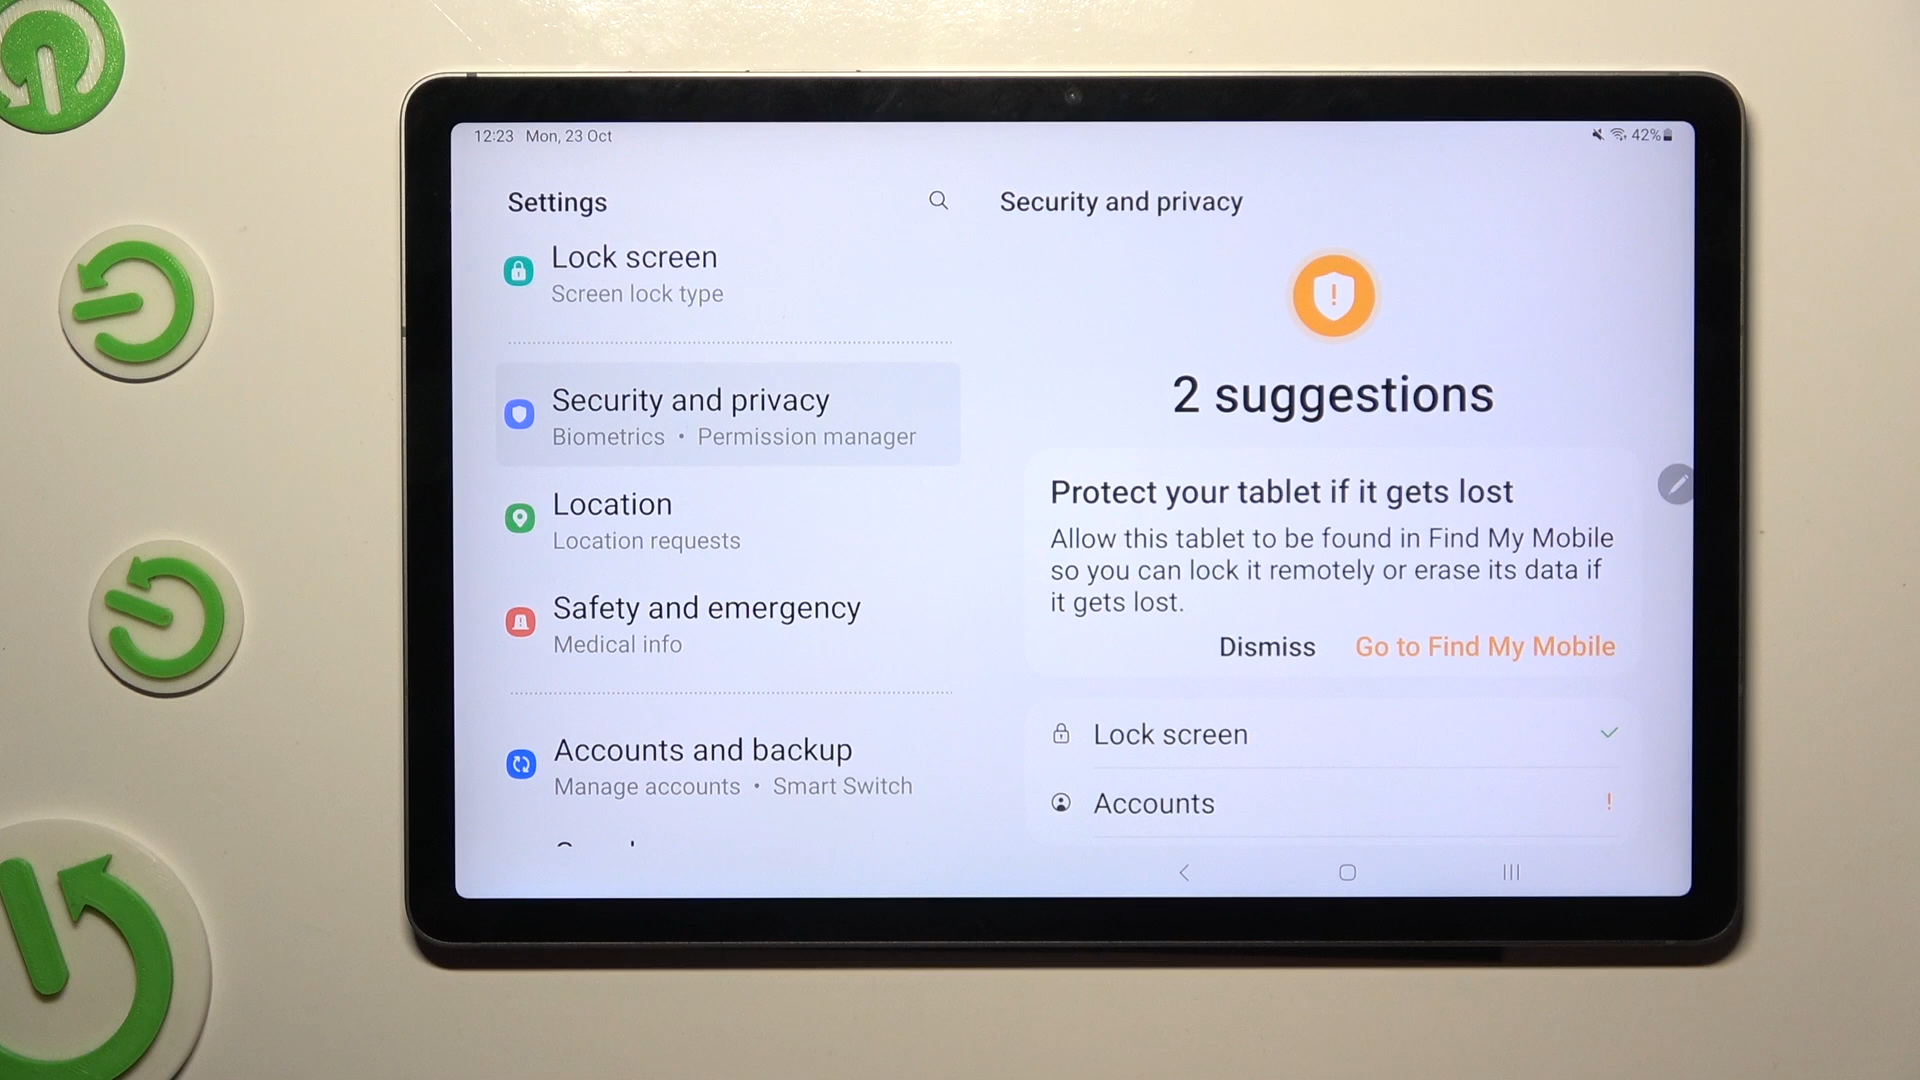 12:23 Mon, 23 Oct
42%
Settings
Lock screen
Screen lock type
Security and privacy
Biometrics • Permission manager
Location
Location requests
Safety and emergency
Medical info
Accounts and backup
Manage accounts • Smart Switch
Security and privacy
2 suggestions
Protect your tablet if it gets lost
Allow this tablet to be found in Find My Mobile
so you can lock it remotely or erase its data if
it gets lost.
Dismiss Go to Find My Mobile
Lock screen
Accounts